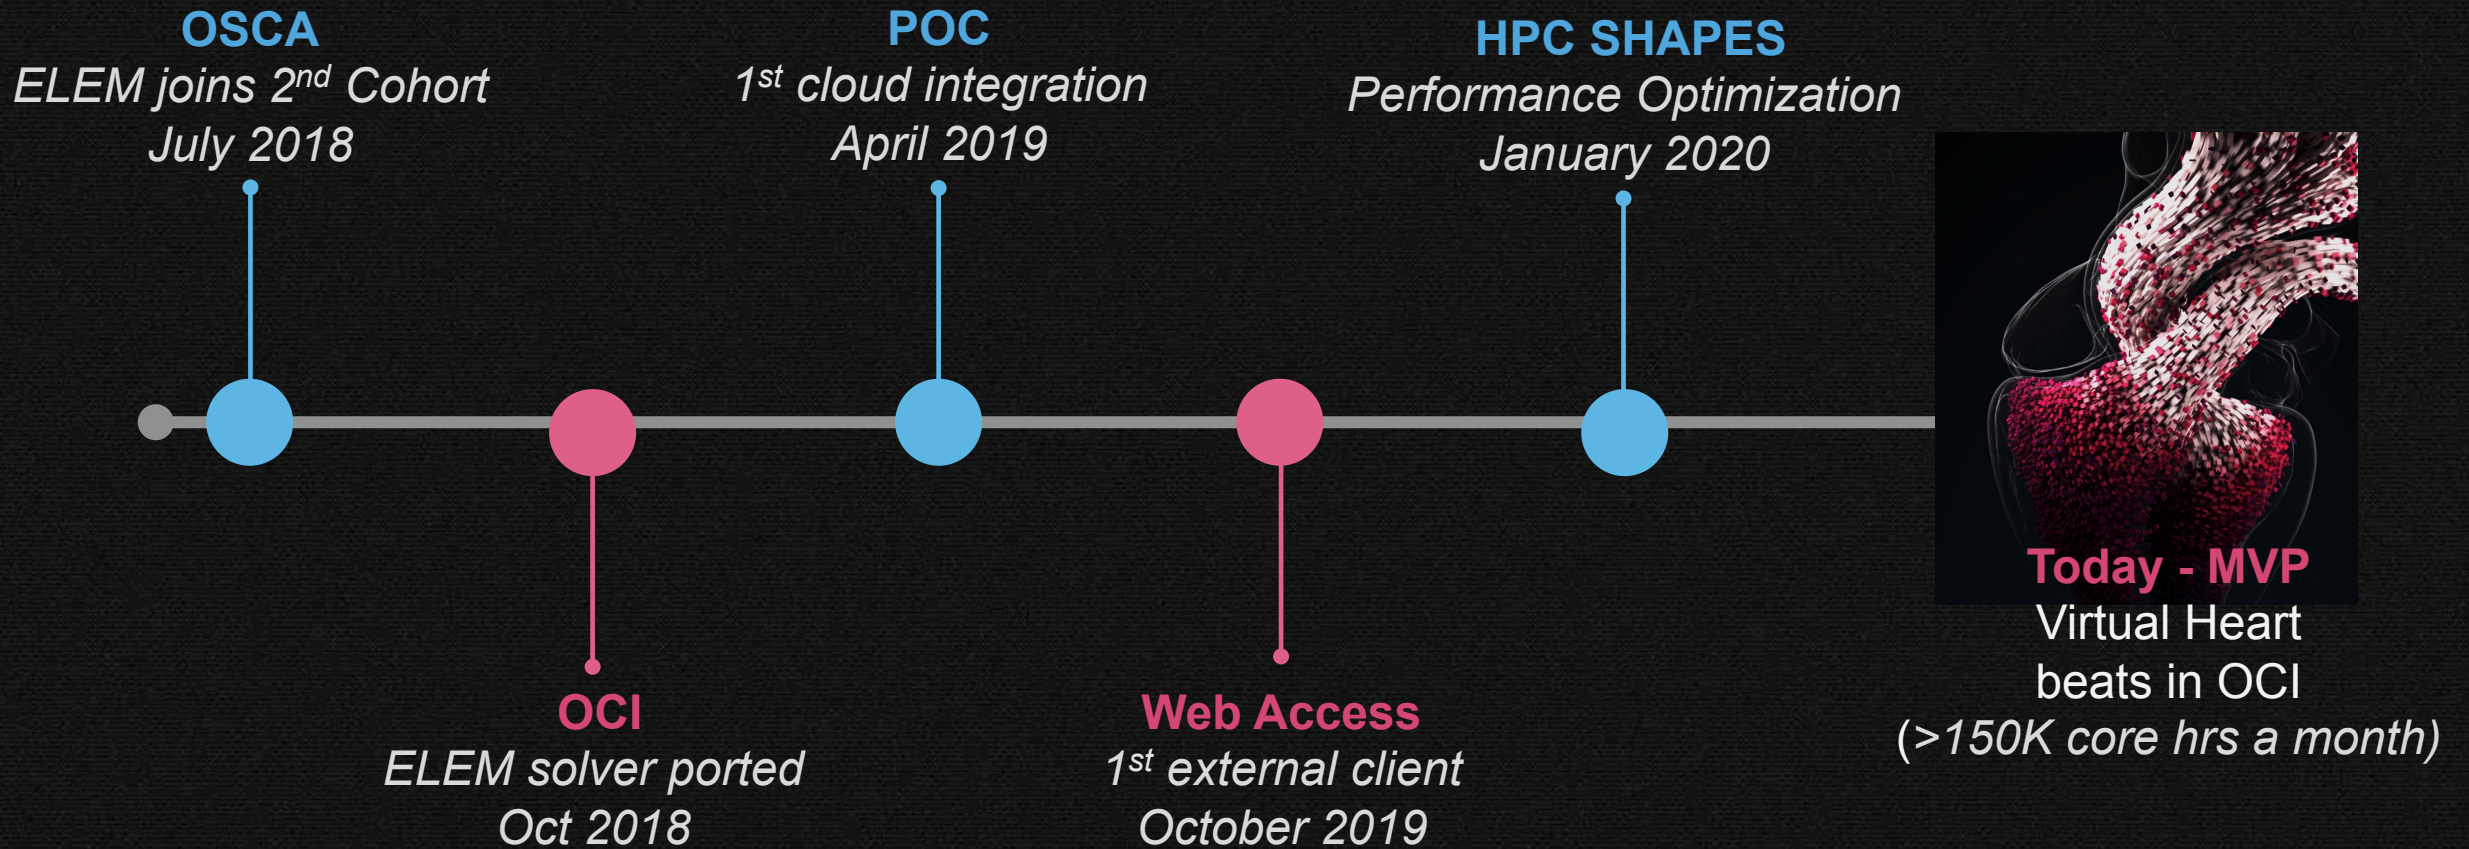 OSCA
ELEM joins 2nd Cohort
July 2018
OCI
ELEM solver ported
Oct 2018
POC
1st cloud integration
April 2019
Web Access
1st external client
October 2019
HPC SHAPES
Performance Optimization
January 2020
Today - MVP
Virtual Heart
beats in OCI
(>150K core hrs a month)